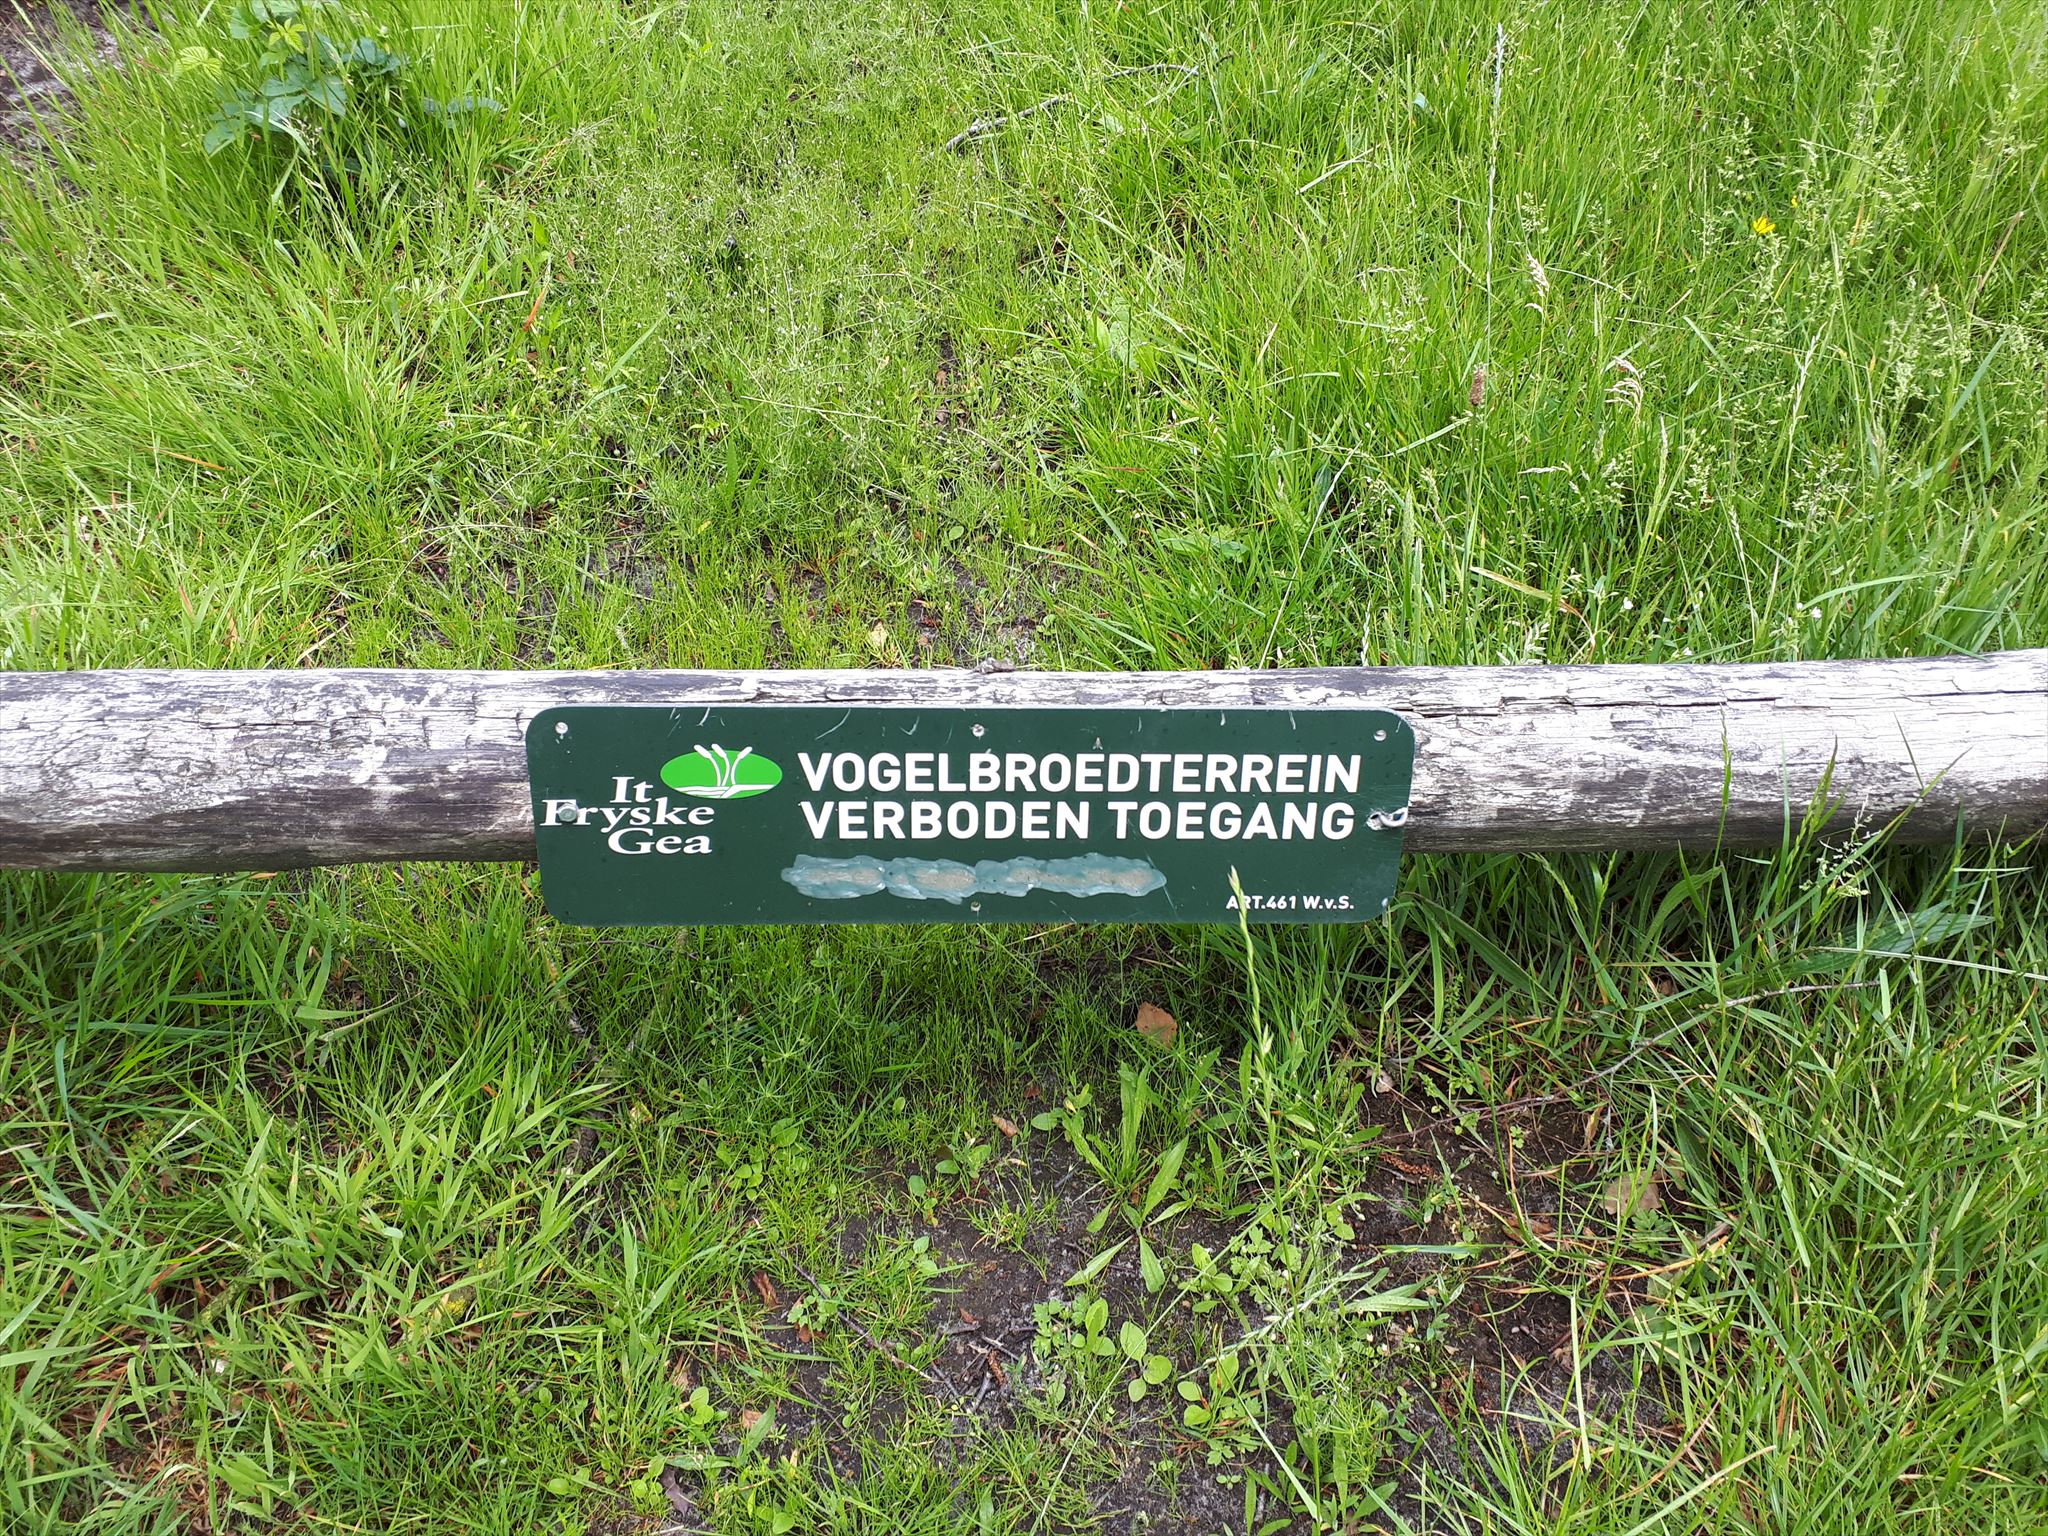 It
Fryske
Gea
VOGELBROEDTERREIN
VERBODEN TOEGANG
ART.461 W.v.S.